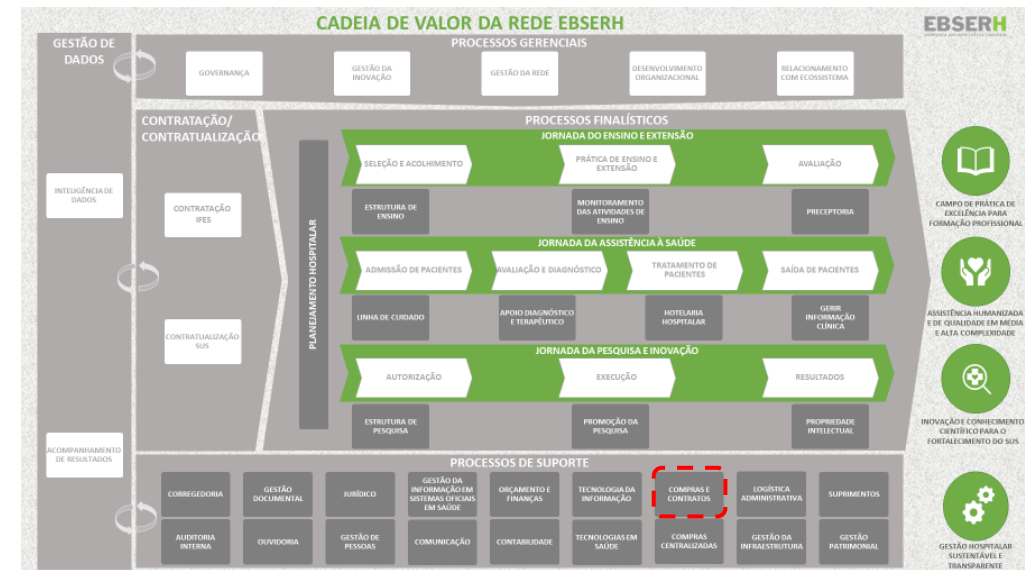 CADEIA DE VALOR DA REDE EBSERH
EBSERH
GESTÃO DE
DADOS
PROCESSOS GERENCIAIS
GOVERNANÇA
GESTÃO DA
INOVAÇÃO
GESTÃO DA REDE
DESENVOLVIMENTO
ORGANIZACIONAL
RELACIONAMENTO
COM ECOSSISTEMA
INTELIGÊNCIA DE
DADOS
ACOMPANHAMENTO
DE RESULTADOS
CONTRATAÇÃO/
CONTRATUALIZAÇÃO
CONTRATAÇÃO
IFES
CONTRATUALIZAÇÃO
SUS
PROCESSOS FINALÍSTICOS
PLANEJAMENTO HOSPITALAR
JORNADA DO ENSINO E EXTENSÃO
SELEÇÃO E ACOLHIMENTO
PRÁTICA DE ENSINO E
EXTENSÃO
AVALIAÇÃO
ESTRUTURA DE
ENSINO
MONITORAMENTO
DAS ATIVIDADES DE
ENSINO
PRECEPTORIA
JORNADA DA ASSISTÊNCIA À SAÚDE
ADMISSÃO DE PACIENTES
AVALIAÇÃO E DIAGNÓSTICO
TRATAMENTO DE
PACIENTES
SAÍDA DE PACIENTES
LINHA DE CUIDADO
APOIO DIAGNÓSTICO
E TERAPÊUTICO
HOTELARIA
HOSPITALAR
GERIR
INFORMAÇÃO
CLÍNICA
JORNADA DA PESQUISA E INOVAÇÃO
AUTORIZAÇÃO
EXECUÇÃO
RESULTADOS
ESTRUTURA DE
PESQUISA
PROMOÇÃO DA
PESQUISA
PROPRIEDADE
INTELECTUAL
PROCESSOS DE SUPORTE
CORREGEDORIA
GESTÃO
DOCUMENTAL
JURÍDICO
GESTÃO DA
INFORMAÇÃO EM
SISTEMAS OFICIAIS
EM SAÚDE
ORÇAMENTO E
FINANÇAS
TECNOLOGIA DA
INFORMAÇÃO
COMPRAS E
CONTRATOS
LOGÍSTICA
ADMINISTRATIVA
SUPRIMENTOS
AUDITORIA
INTERNA
OUVIDORIA
GESTÃO DE
PESSOAS
COMUNICAÇÃO
CONTABILIDADE
TECNOLOGIAS EM
SAÚDE
COMPRAS
CENTRALIZADAS
GESTÃO DA
INFRAESTRUTURA
GESTÃO
PATRIMONIAL
CAMPO DE PRÁTICA DE
EXCELÊNCIA PARA
FORMAÇÃO PROFISSIONAL
ASSISTÊNCIA HUMANIZADA
E DE QUALIDADE EM MÉDIA
E ALTA COMPLEXIDADE
INOVAÇÃO E CONHECIMENTO
CIENTÍFICO PARA O
FORTALECIMENTO DO SUS
GESTÃO HOSPITALAR
SUSTENTÁVEL E
TRANSPARENTE